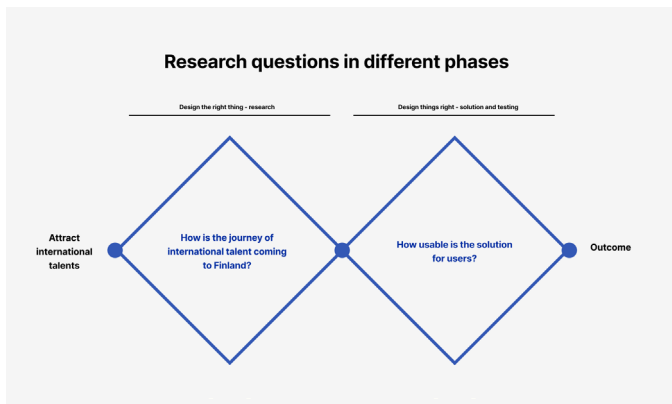 Research questions in different phases
Design the right thing - research
Design things right - solution and testing
Attract
international
talents
How is the journey of
international talent coming
to Finland?
How usable is the solution
for users?
Outcome